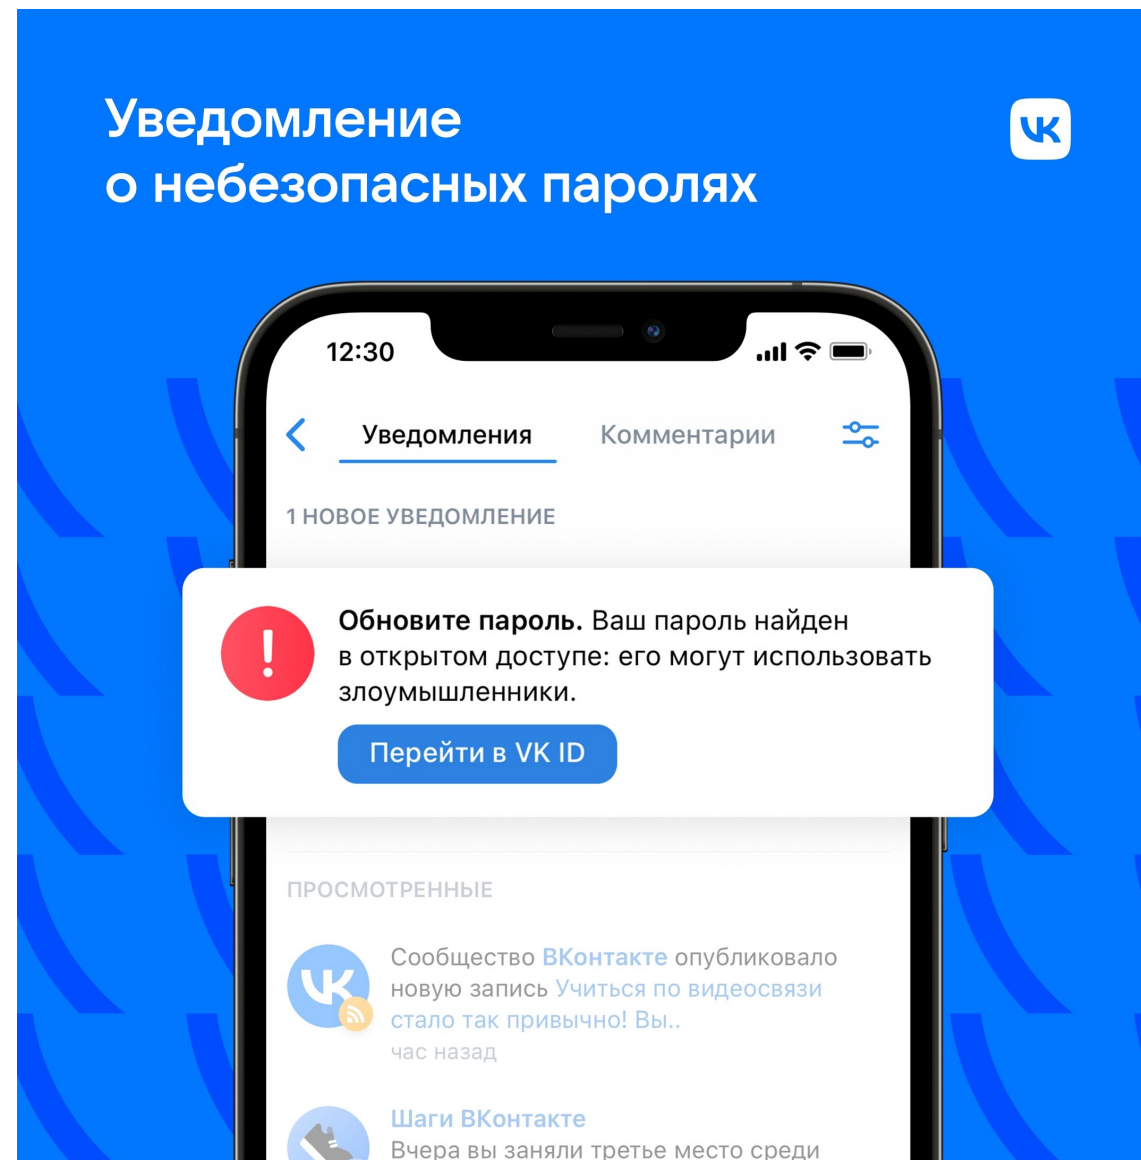 Уведомление
о небезопасных паролях
VK
12:30
Уведомления Комментарии
1 НОВОЕ УВЕДОМЛЕНИЕ
Обновите пароль. Ваш пароль найден
в открытом доступе: его могут использовать
злоумышленники.
Перейти в VK ID
ПРОСМОТРЕННЫЕ
VK
Сообщество ВКонтакте опубликовало
новую запись Учиться по видеосвязи
стало так привычно! Вы..
час назад
Шаги ВКонтакте
Вчера вы заняли третье место среди